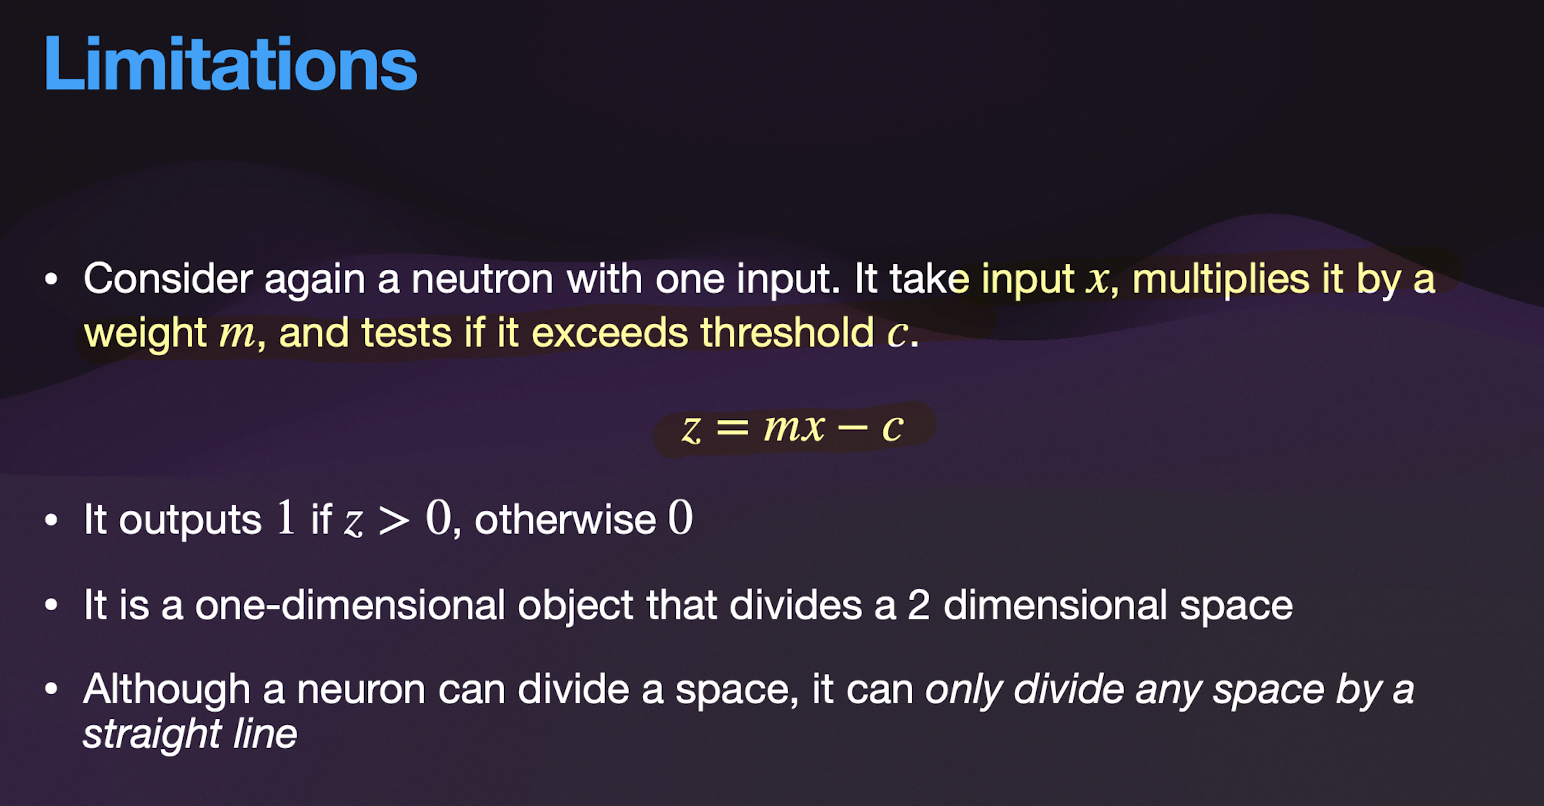 Limitations
• Consider again a neutron with one input. It take input x, multiplies it by a
weight m, and tests if it exceeds threshold c.
z = mx − c
• It outputs 1 if z > 0, otherwise 0
• It is a one-dimensional object that divides a 2 dimensional space
• Although a neuron can divide a space, it can only divide any space by a
straight line